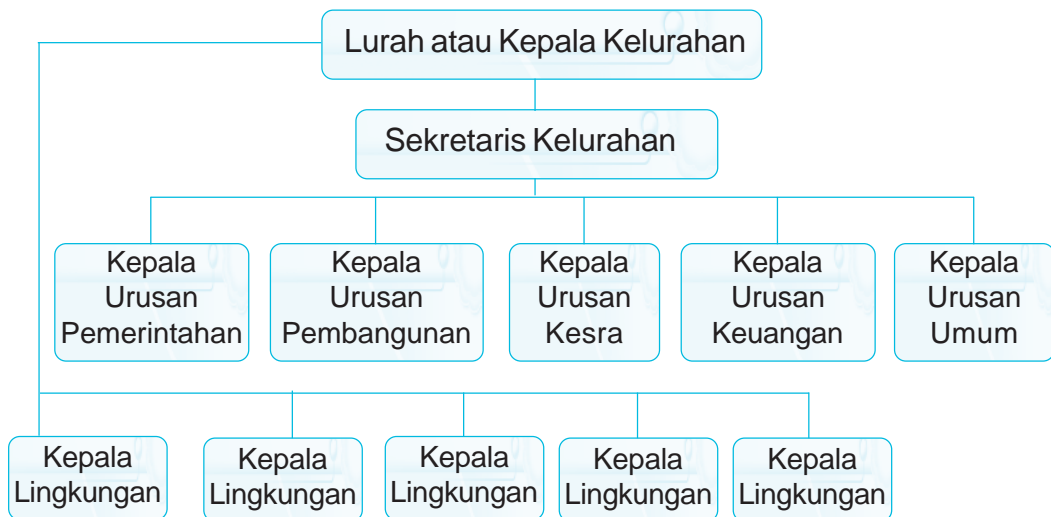 Lurah atau Kepala Kelurahan
Sekretaris Kelurahan
Kepala
Urusan
Pemerintahan
Kepala
Urusan
Pembangunan
Kepala
Urusan
Kesra
Kepala
Urusan
Keuangan
Kepala
Urusan
Umum
Kepala
Lingkungan
Kepala
Lingkungan
Kepala
Lingkungan
Kepala
Lingkungan
Kepala
Lingkungan